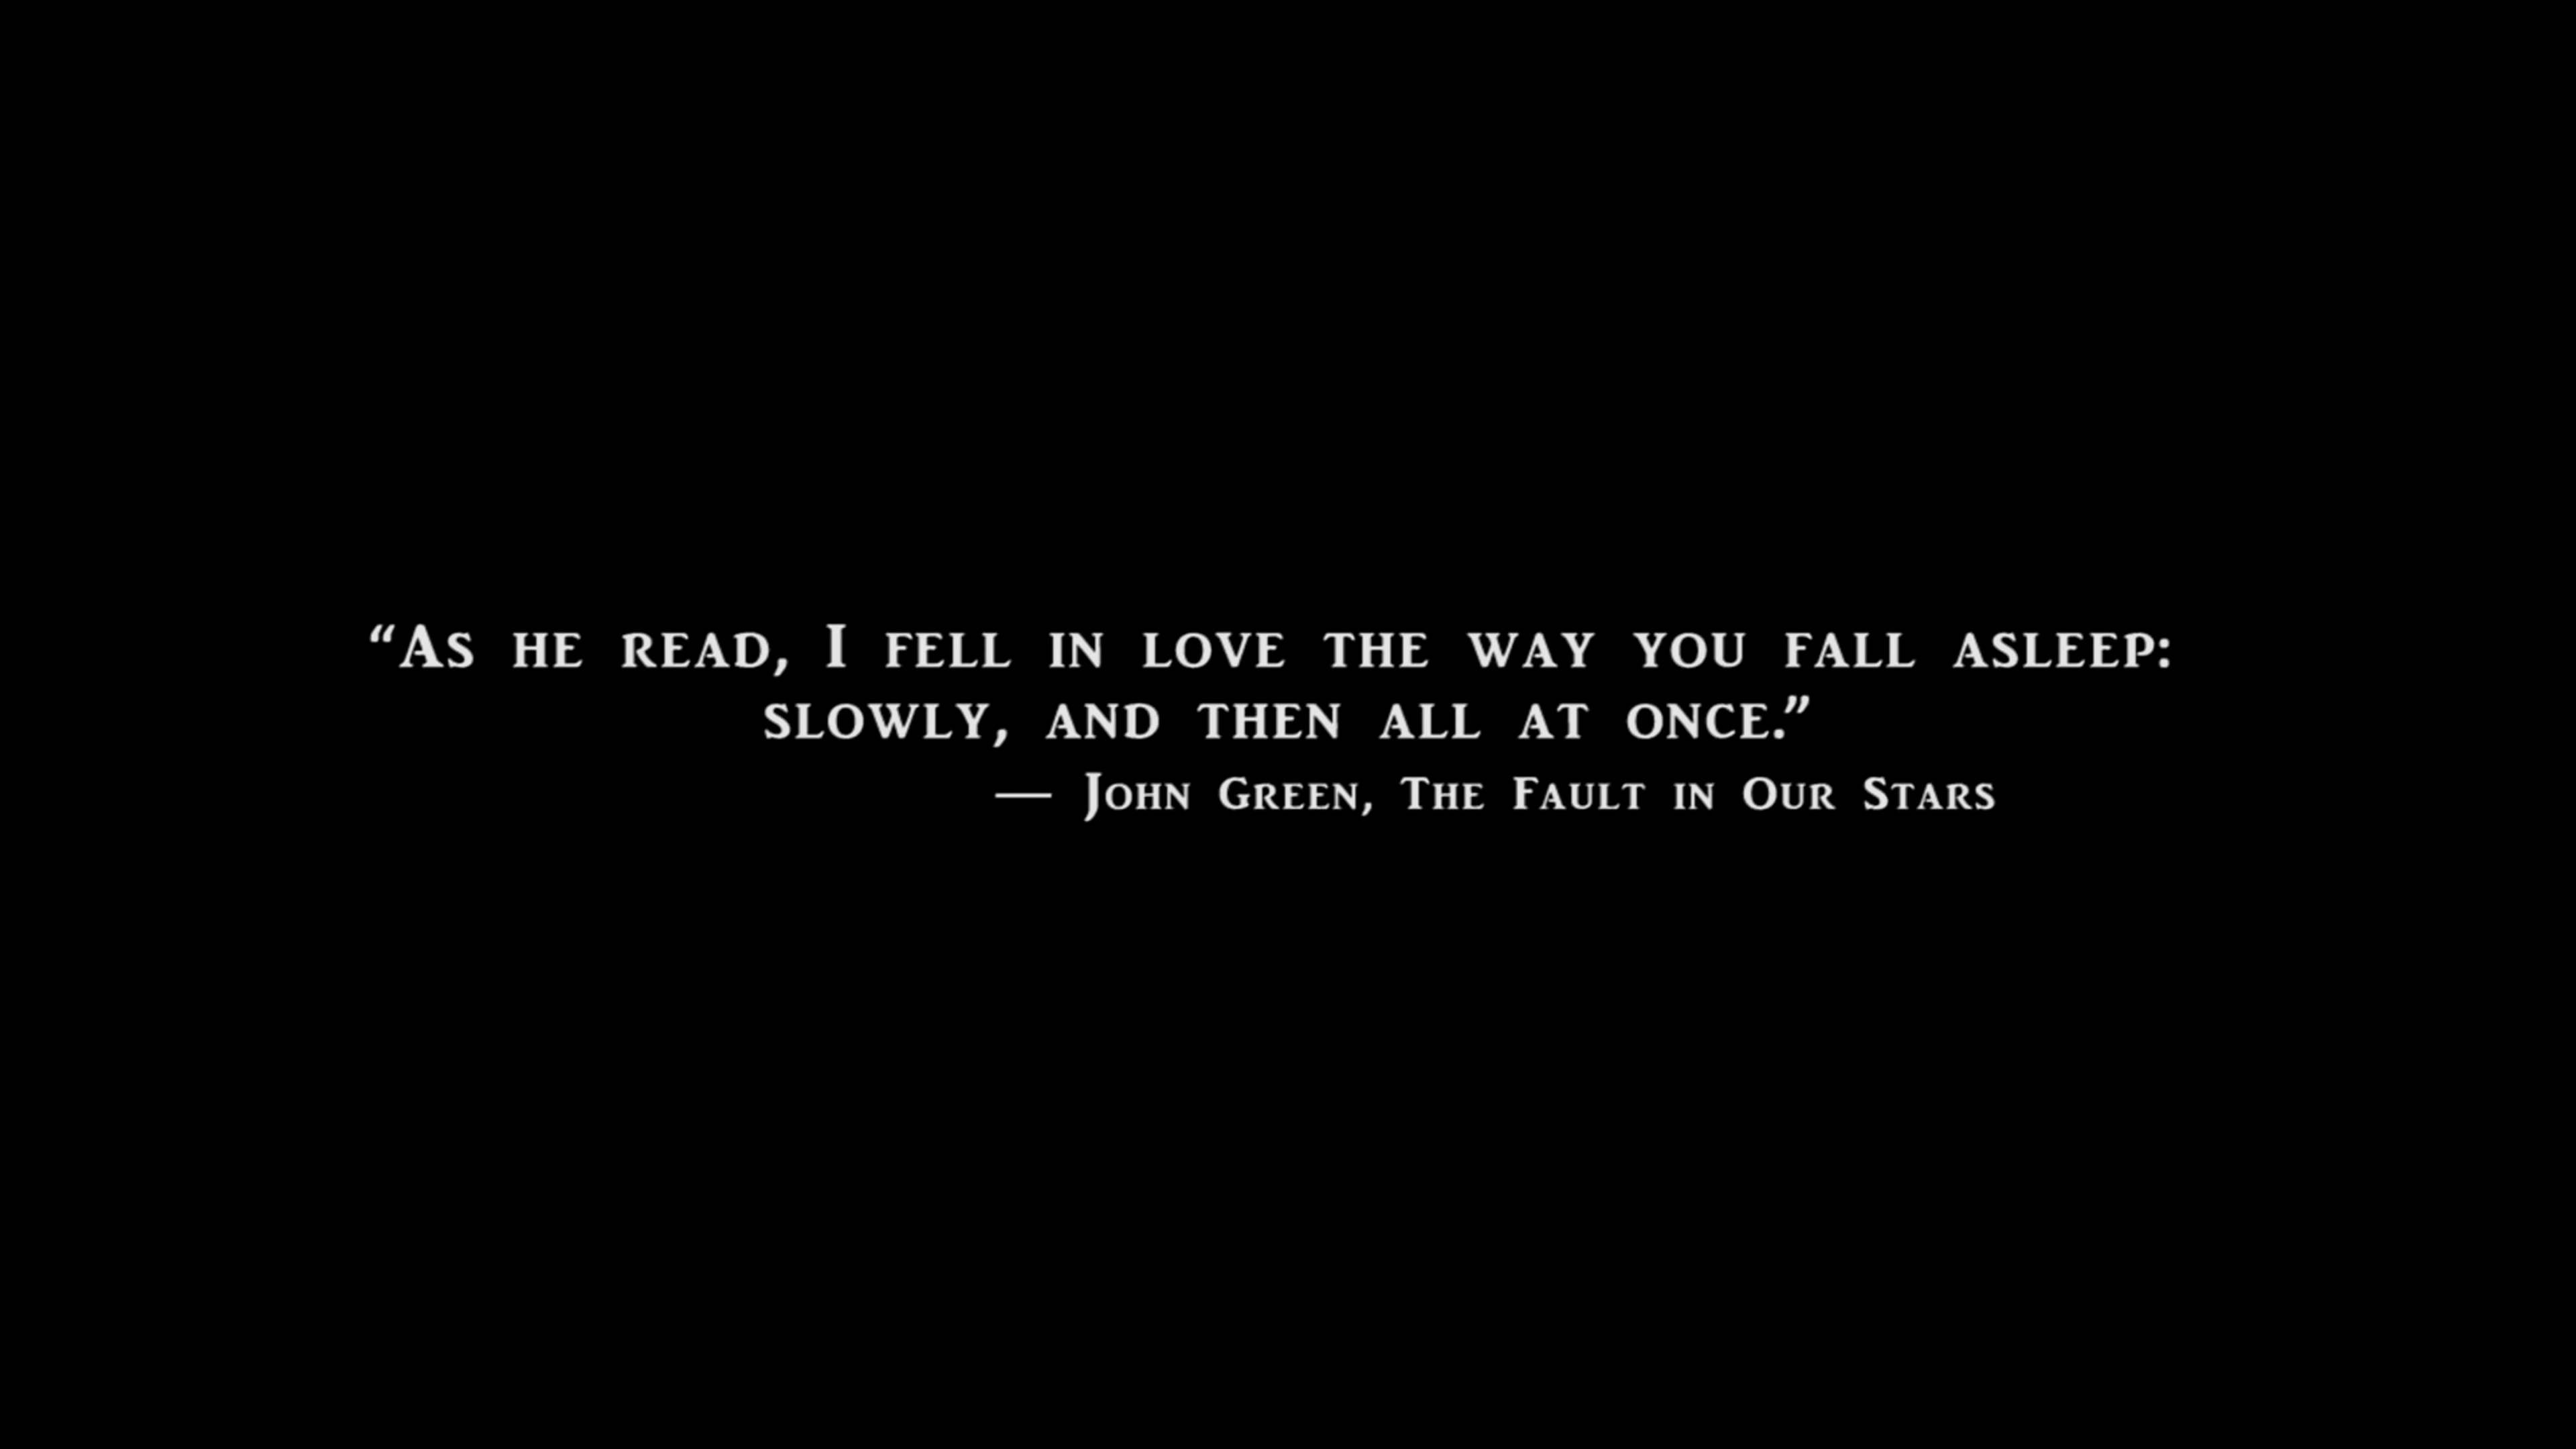 “As he read, I fell in love the way you fall asleep:
slowly, and then all at once.”
— John Green, The Fault in Our Stars